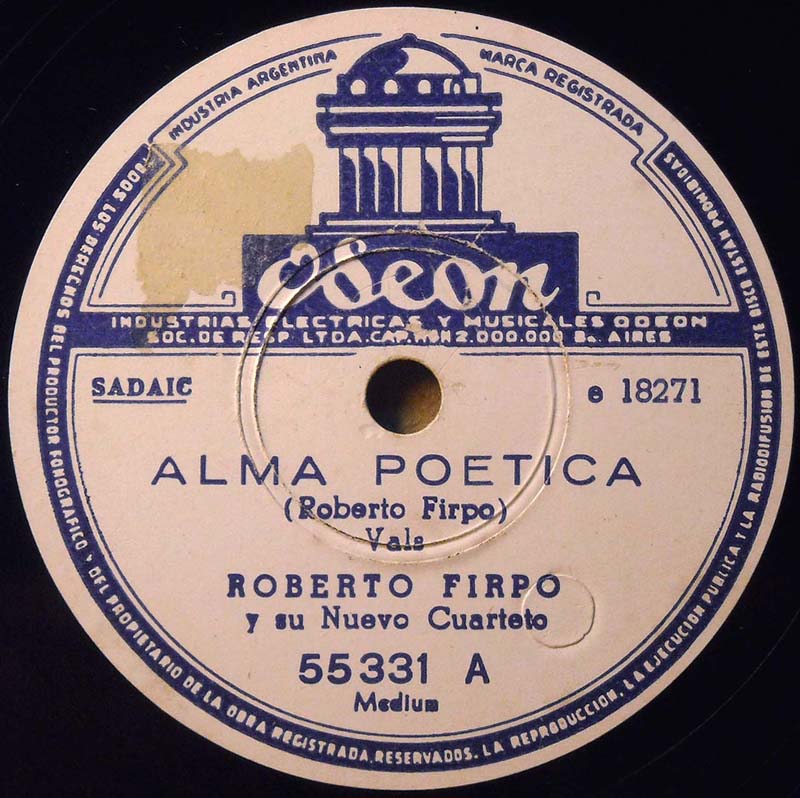 INDUSTRIA ARGENTINA
MARCA REGISTRADA
Odeon
INDUSTRIAS ELECTRICAS Y MUSICALES ODEON
SOC. DE RESP. LTDA. CAP. M$N 2.000.000 Bs. AIRES
SADAIC
e 18271
ALMA POETICA
(Roberto Firpo)
Vals
ROBERTO FIRPO
y su Nuevo Cuarteto
55331 A
Medium
TODOS LOS DERECHOS DEL PRODUCTOR FONOGRAFICO Y DEL PROPIETARIO DE LA OBRA REGISTRADA, RESERVADOS. LA REPRODUCCION, LA EJECUCION PUBLICA Y LA RADIODIFUSION DE ESTE DISCO ESTAN PROHIBIDAS